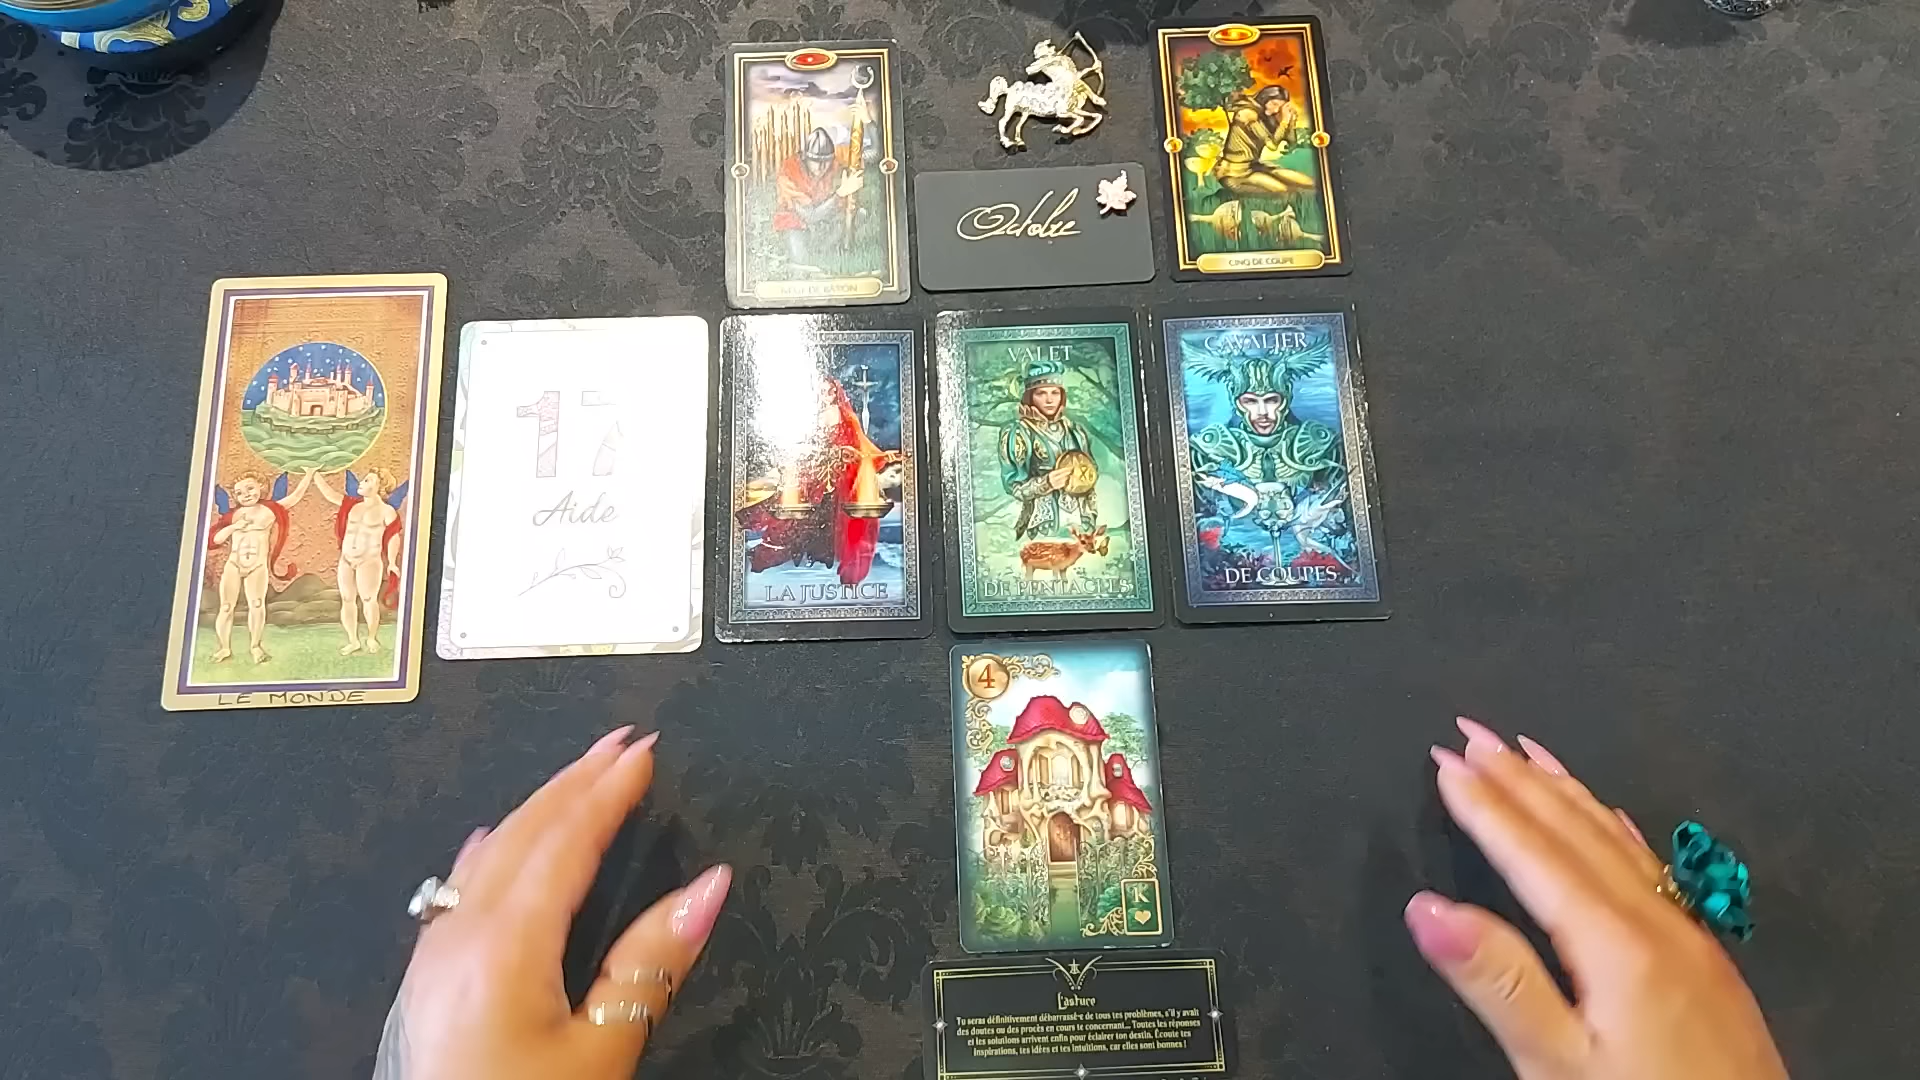 NEUF DE BÂTON
Octobre
CINQ DE COUPE
LE MONDE
17
Aide
LA JUSTICE
VALET
DE PENTACLES
CAVALIER
DE COUPES
4
K
L'astuce
Tu seras définitivement débarrassé·e de tous tes problèmes, s'il y avait
des doutes ou des procès en cours te concernant... Toutes les réponses
et les solutions arrivent enfin pour éclairer ton destin. Écoute tes
inspirations, tes idées et tes intuitions, car elles sont bonnes !